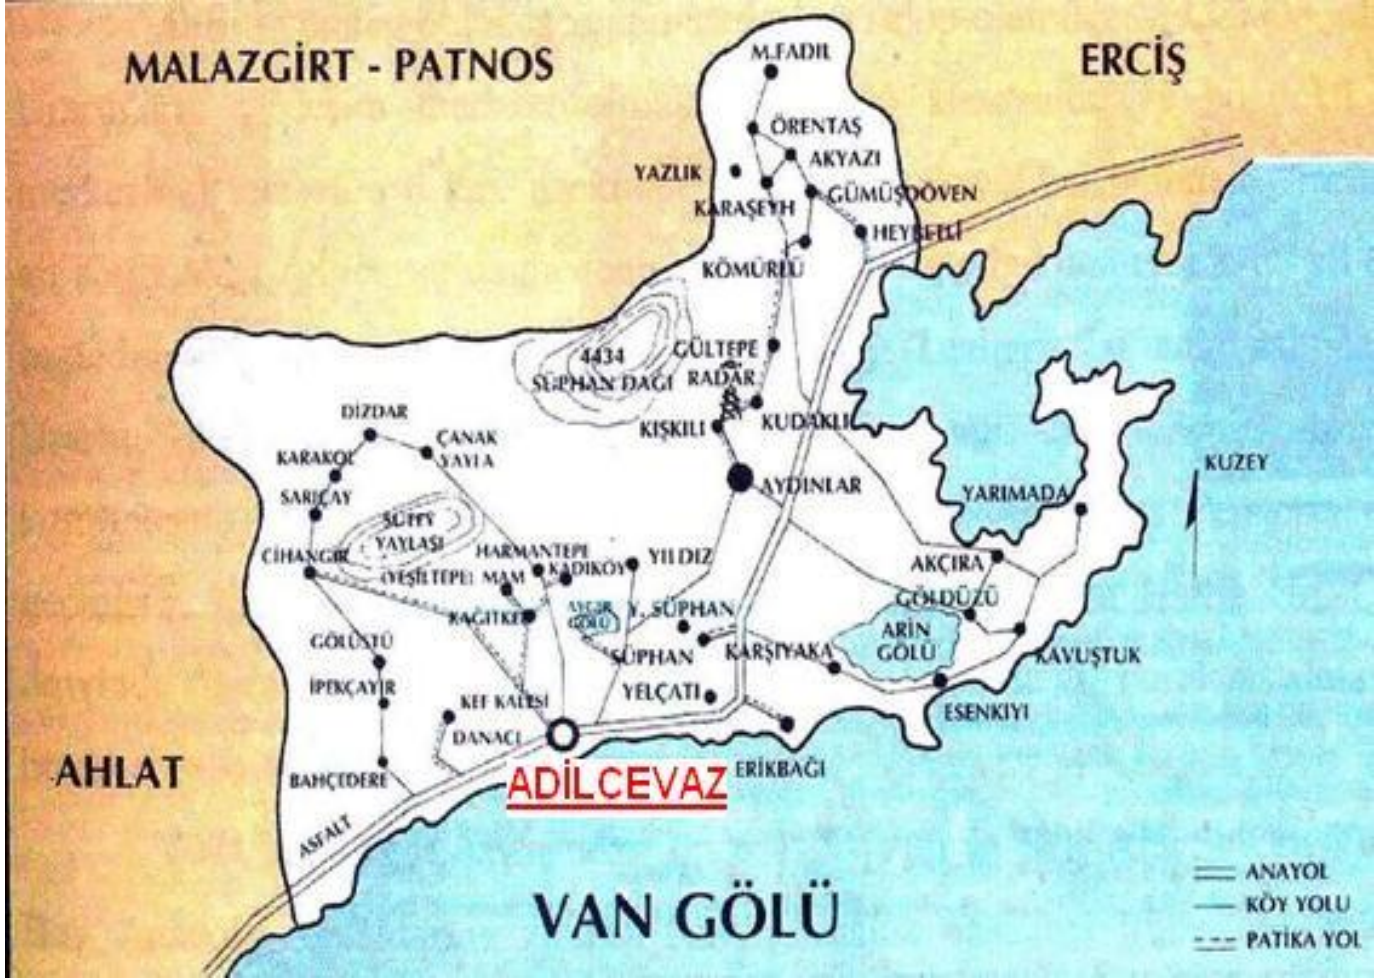 MALAZGİRT - PATNOS
ERCİŞ
M.FADIL
ÖRENTAŞ
AKYAZI
YAZLIK
GÜMÜŞDÖVEN
KARAŞEYH
HEYBELİ
KÖMÜRLÜ
4434
SÜPHAN DAĞI
GÜLTEPE
RADAR
KIŞKILI
KUDAKLI
DİZDAR
ÇANAK
YAYLA
KARAKOL
SARIÇAY
CİHANGİR
YAYLAŞI
AYDINLAR
YARIMADA
KUZEY
HARMANTEPE
(YEŞİLTEPE) MAM
KADIKÖY
YILDIZ
AKÇIRA
GÖLDÜZÜ
AYGIR
GÖLÜ
Y. SÜPHAN
ARİN
GÖLÜ
GÖLÜSTÜ
SÜPHAN
KARŞIYAKA
KAVUŞTUK
İPEKÇAYIR
KEF KALESİ
YELÇATI
ESENKIYI
DANACI
AHLAT
BAHÇEDERE
ADİLCEVAZ
ERİKBAĞI
ASFALT
VAN GÖLÜ
ANAYOL
KÖY YOLU
PATİKA YOL